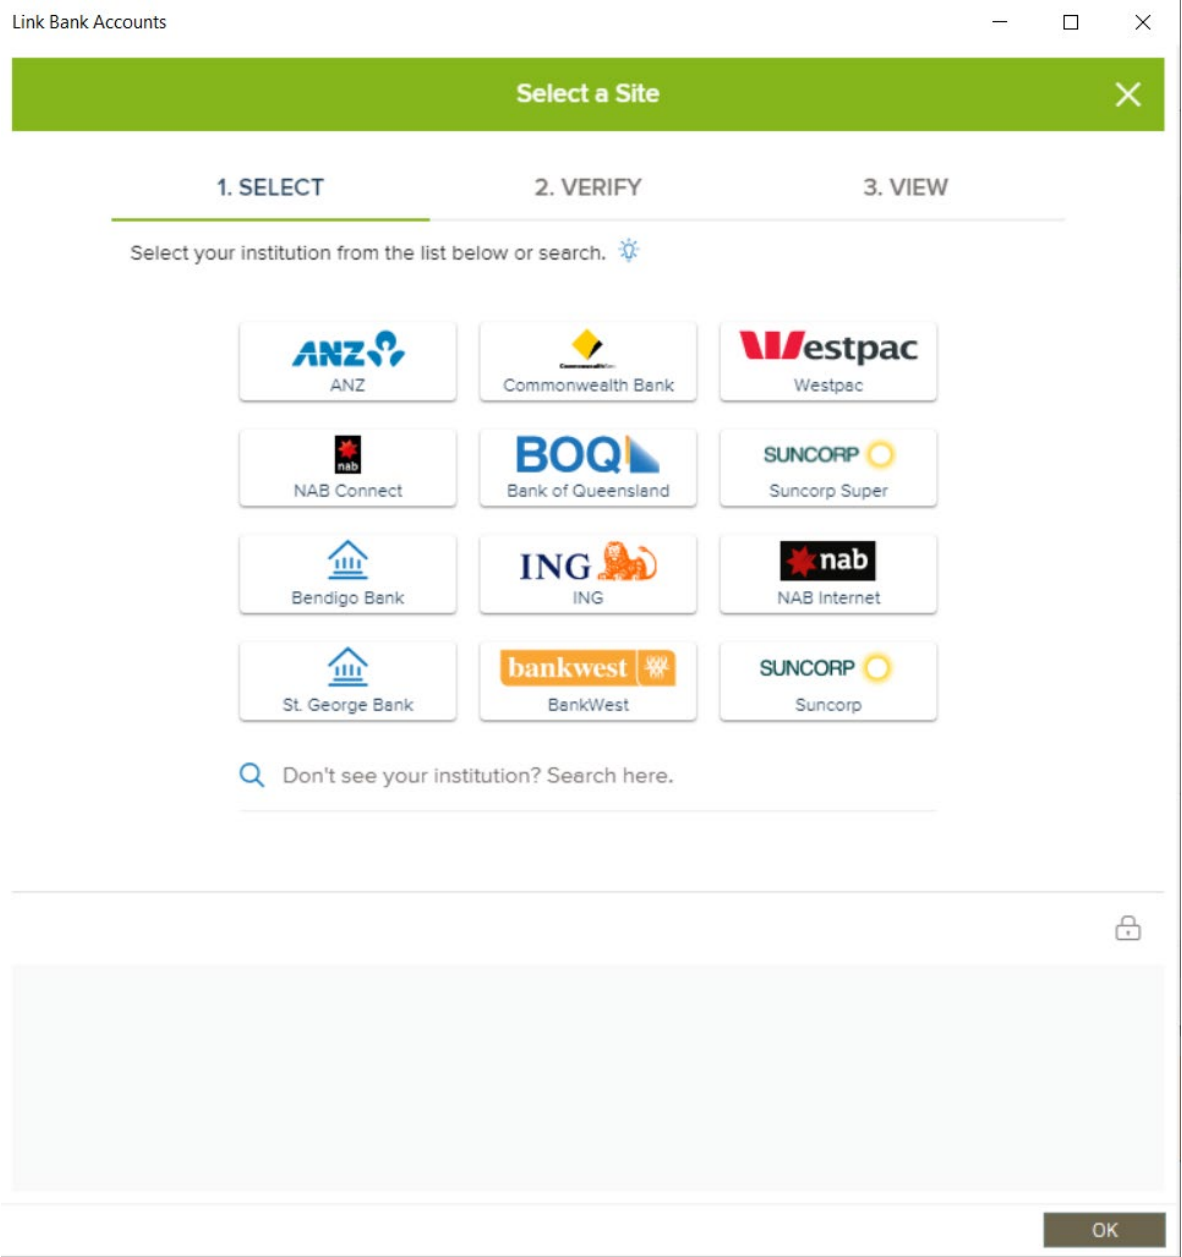 Link Bank Accounts
Select a Site
1. SELECT 2. VERIFY 3. VIEW
Select your institution from the list below or search.
ANZ
ANZ
Commonwealth Bank
Westpac
Westpac
nab
NAB Connect
BOQ
Bank of Queensland
SUNCORP
Suncorp Super
Bendigo Bank
ING
ING
nab
NAB Internet
St. George Bank
bankwest
BankWest
SUNCORP
Suncorp
Don't see your institution? Search here.
OK